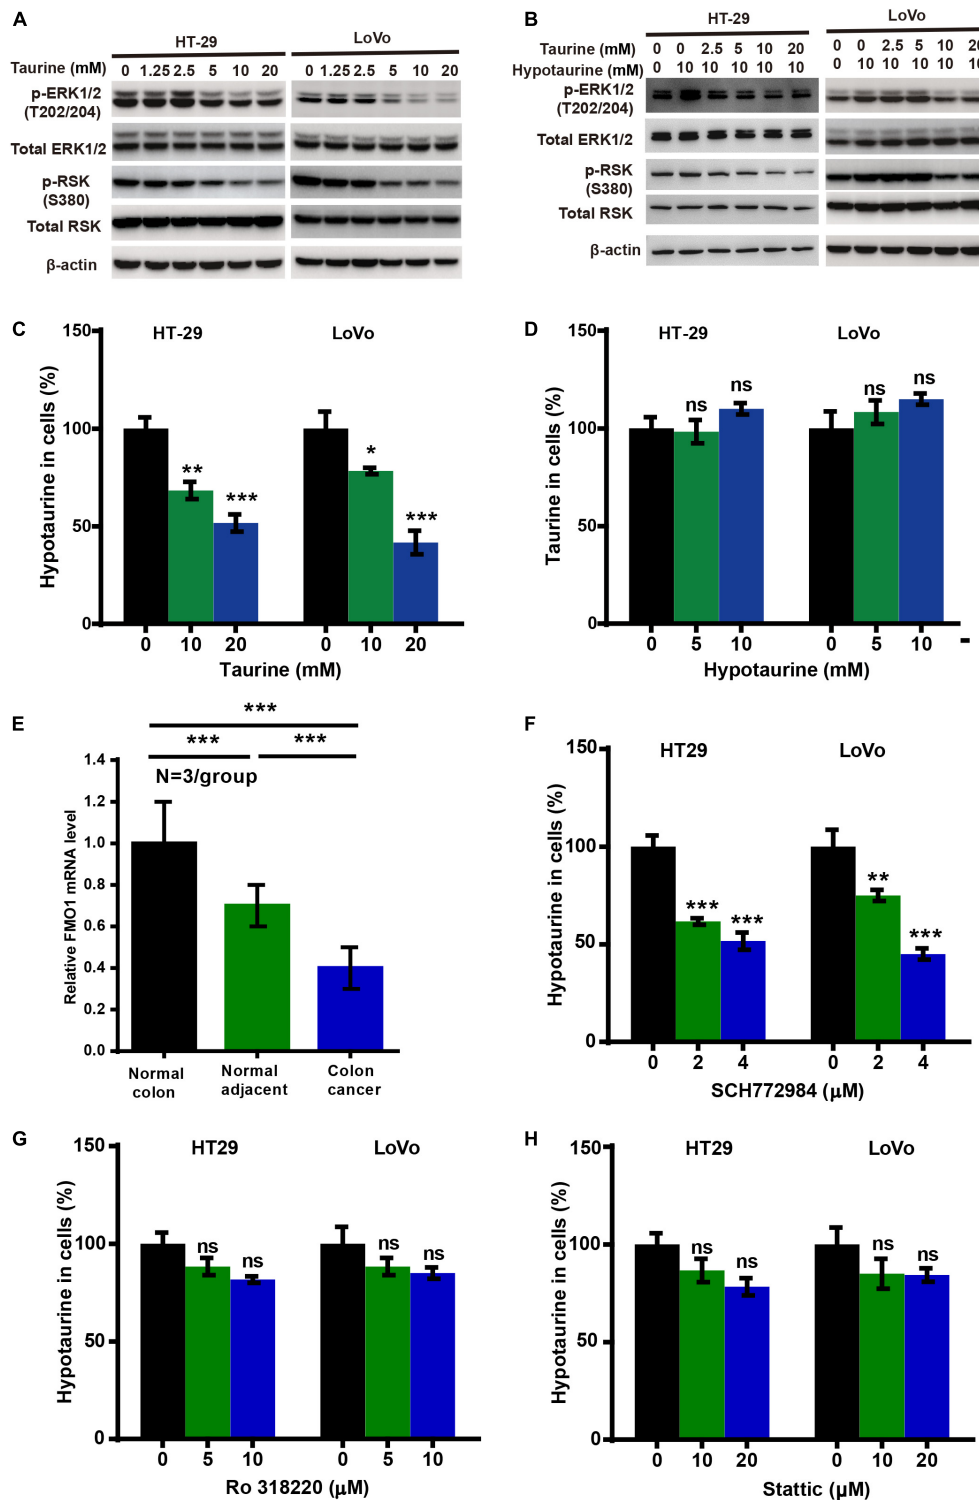 A
HT-29
LoVo
Taurine (mM)
0 1.25 2.5 5 10 20
0 1.25 2.5 5 10 20
p-ERK1/2
(T202/204)
Total ERK1/2
p-RSK
(S380)
Total RSK
β-actin
B
HT-29
LoVo
Taurine (mM)
0 0 2.5 5 10 20
0 0 2.5 5 10 20
Hypotaurine (mM)
0 10 10 10 10 10
0 10 10 10 10
p-ERK1/2
(T202/204)
Total ERK1/2
p-RSK
(S380)
Total RSK
β-actin
C
150
100
50
0
Hypotaurine in cells (%)
HT-29
LoVo
**
***
*
***
0 10 20
0 10 20
Taurine (mM)
D
150
100
50
0
Taurine in cells (%)
HT-29
LoVo
ns
ns
ns
ns
0 5 10
0 5 10
Hypotaurine (mM)
E
***
***
***
N=3/group
1.4
1.2
1.0
0.8
0.6
0.4
0.2
0.0
Relative FMO1 mRNA level
Normal
colon
Normal
adjacent
Colon
cancer
F
150
100
50
0
Hypotaurine in cells (%)
HT29
LoVo
***
***
**
***
0 2 4
0 2 4
SCH772984 (μM)
G
150
100
50
0
Hypotaurine in cells (%)
HT29
LoVo
ns
ns
ns
ns
0 5 10
0 5 10
Ro 318220 (μM)
H
150
100
50
0
Hypotaurine in cells (%)
HT29
LoVo
ns
ns
ns
ns
0 10 20
0 10 20
Stattic (μM)